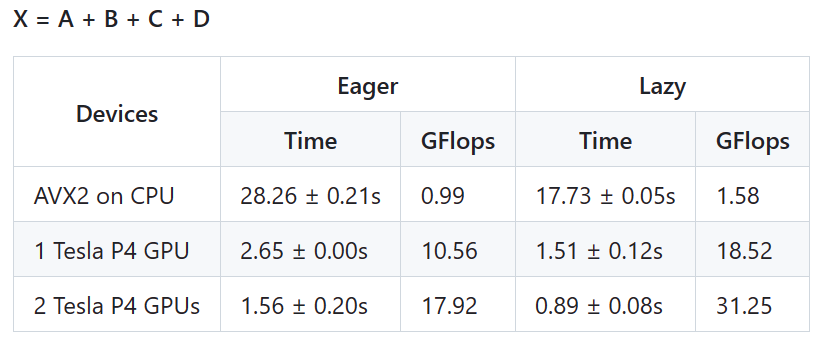 X = A + B + C + D
Devices Eager Lazy
Time GFlops Time GFlops
AVX2 on CPU 28.26 ± 0.21s 0.99 17.73 ± 0.05s 1.58
1 Tesla P4 GPU 2.65 ± 0.00s 10.56 1.51 ± 0.12s 18.52
2 Tesla P4 GPUs 1.56 ± 0.20s 17.92 0.89 ± 0.08s 31.25